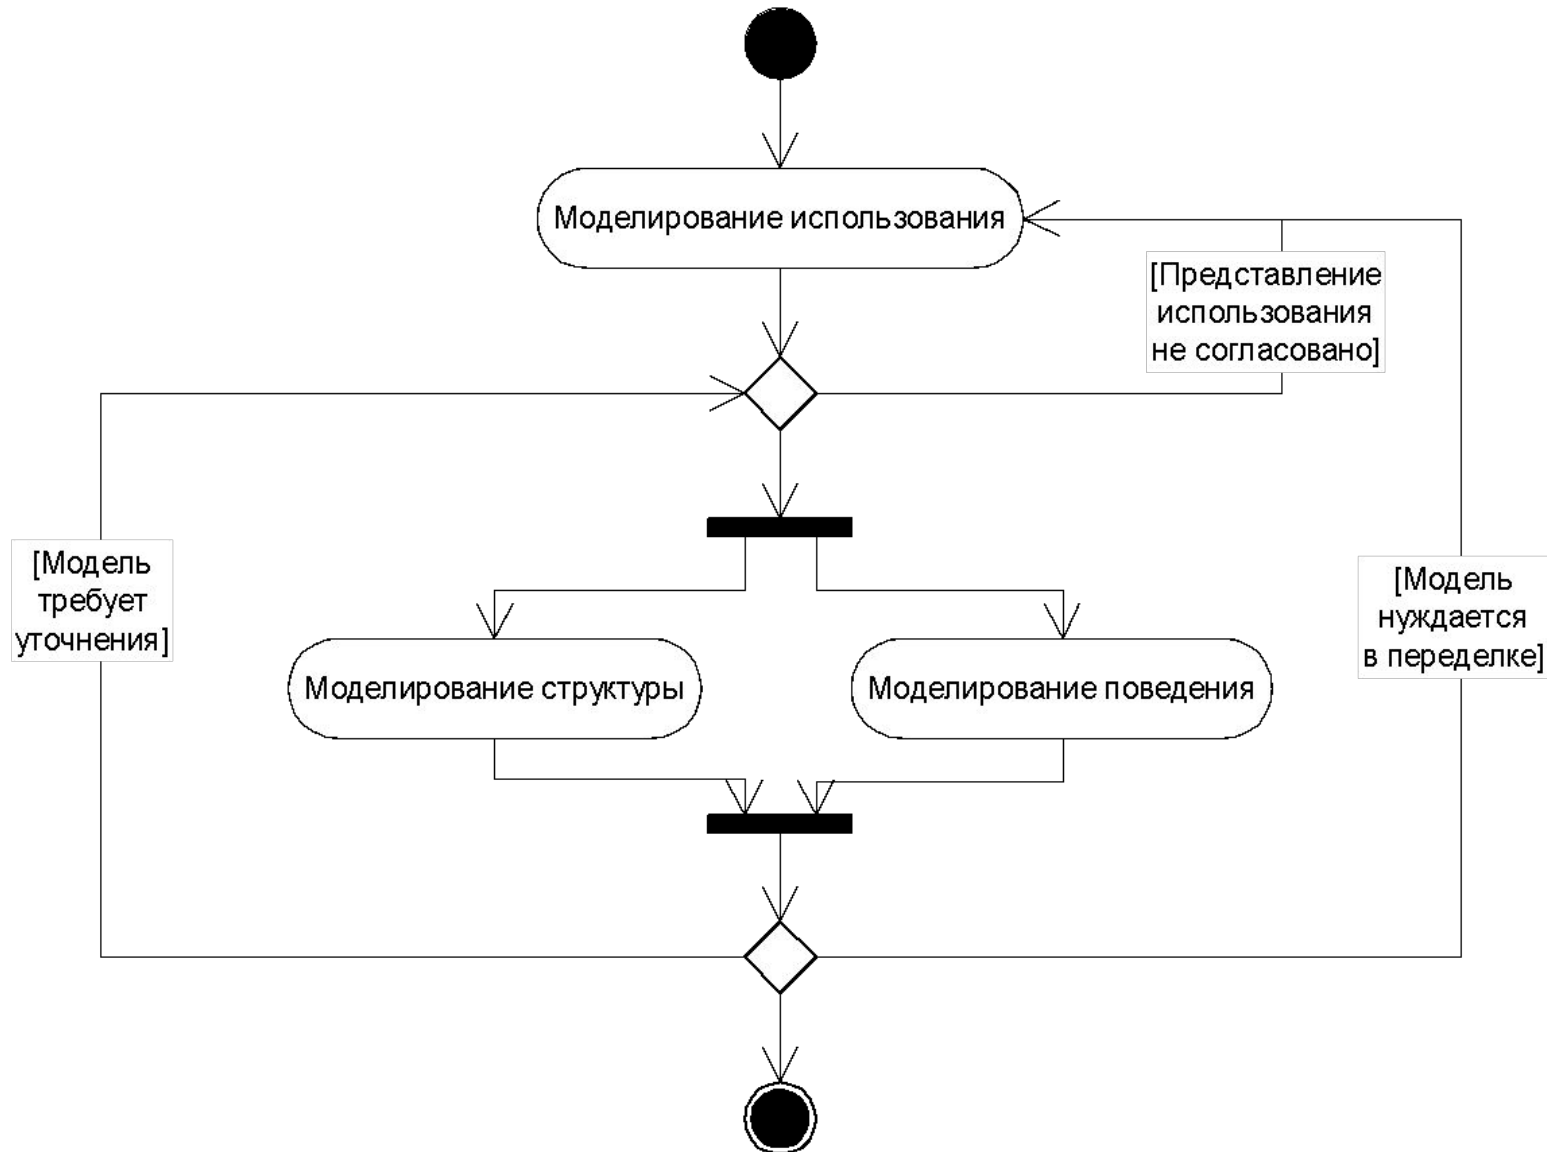 Моделирование использования
[Представление
использования
не согласовано]
[Модель
требует
уточнения]
[Модель
нуждается
в переделке]
Моделирование структуры
Моделирование поведения